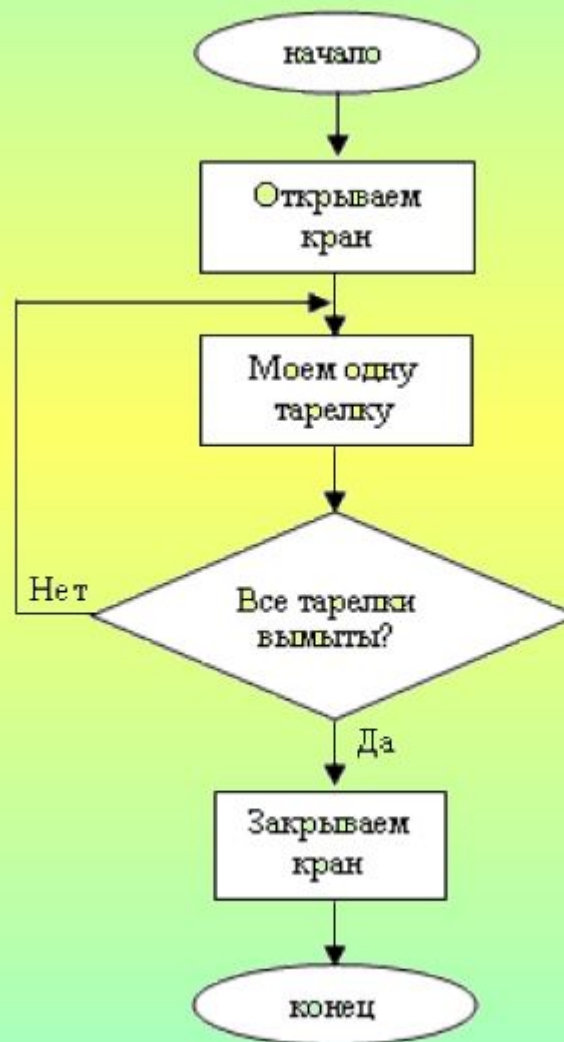 начало
Открываем
кран
Моем одну
тарелку
Нет
Все тарелки
вымыты?
Да
Закрываем
кран
конец